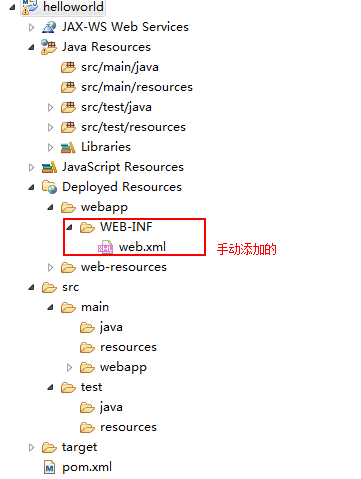 helloworld
JAX-WS Web Services
Java Resources
src/main/java
src/main/resources
src/test/java
src/test/resources
Libraries
JavaScript Resources
Deployed Resources
webapp
WEB-INF
web.xml
手动添加的
web-resources
src
main
java
resources
webapp
test
java
resources
target
pom.xml